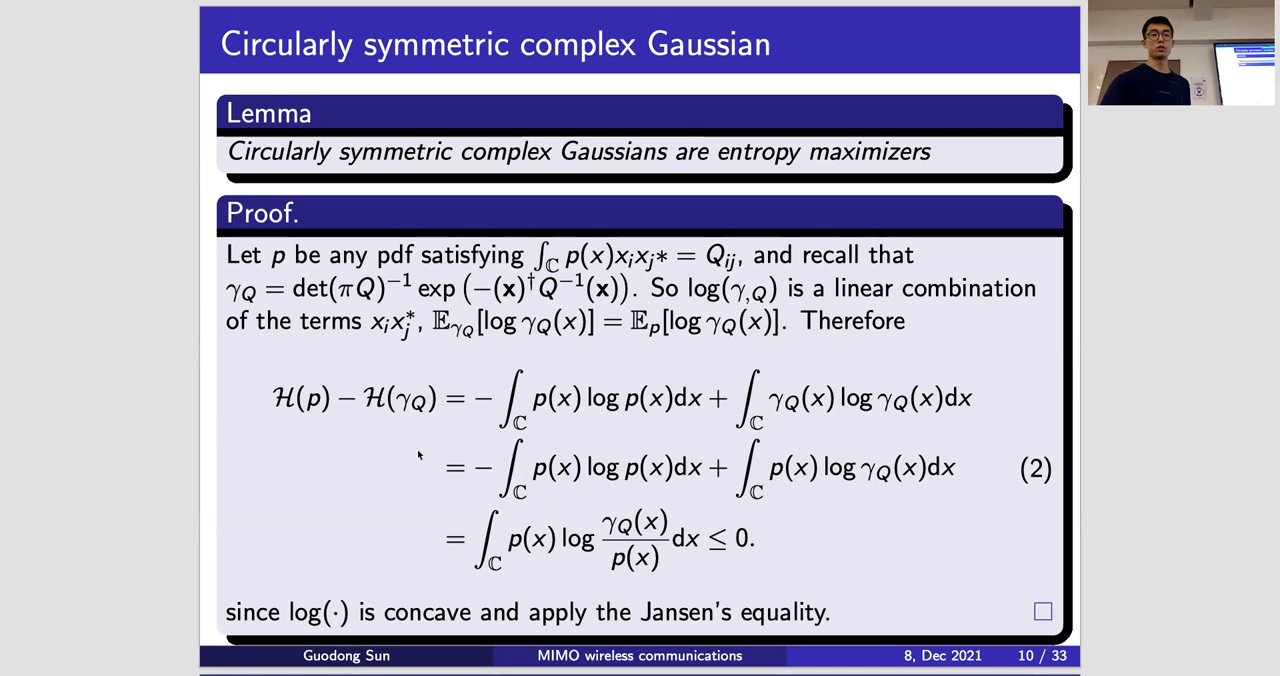 Circularly symmetric complex Gaussian
Lemma
Circularly symmetric complex Gaussians are entropy maximizers
Proof.
Let p be any pdf satisfying ∫_ℂ p(x)x_i x_j* = Q_{ij}, and recall that
γ_Q = det(πQ)^{−1} exp (−(𝐱)^†Q^{−1}(𝐱)). So log(γ_{,Q}) is a linear combination
of the terms x_i x_j^*, 𝔼_{γ_Q}[log γ_Q(x)] = 𝔼_p[log γ_Q(x)]. Therefore
ℋ(p) − ℋ(γ_Q) = − ∫_ℂ p(x) log p(x)dx + ∫_ℂ γ_Q(x) log γ_Q(x)dx
= − ∫_ℂ p(x) log p(x)dx + ∫_ℂ p(x) log γ_Q(x)dx (2)
= ∫_ℂ p(x) log γ_Q(x)/p(x) dx ≤ 0.
since log(·) is concave and apply the Jansen's equality. □
Guodong Sun MIMO wireless communications 8, Dec 2021 10 / 33